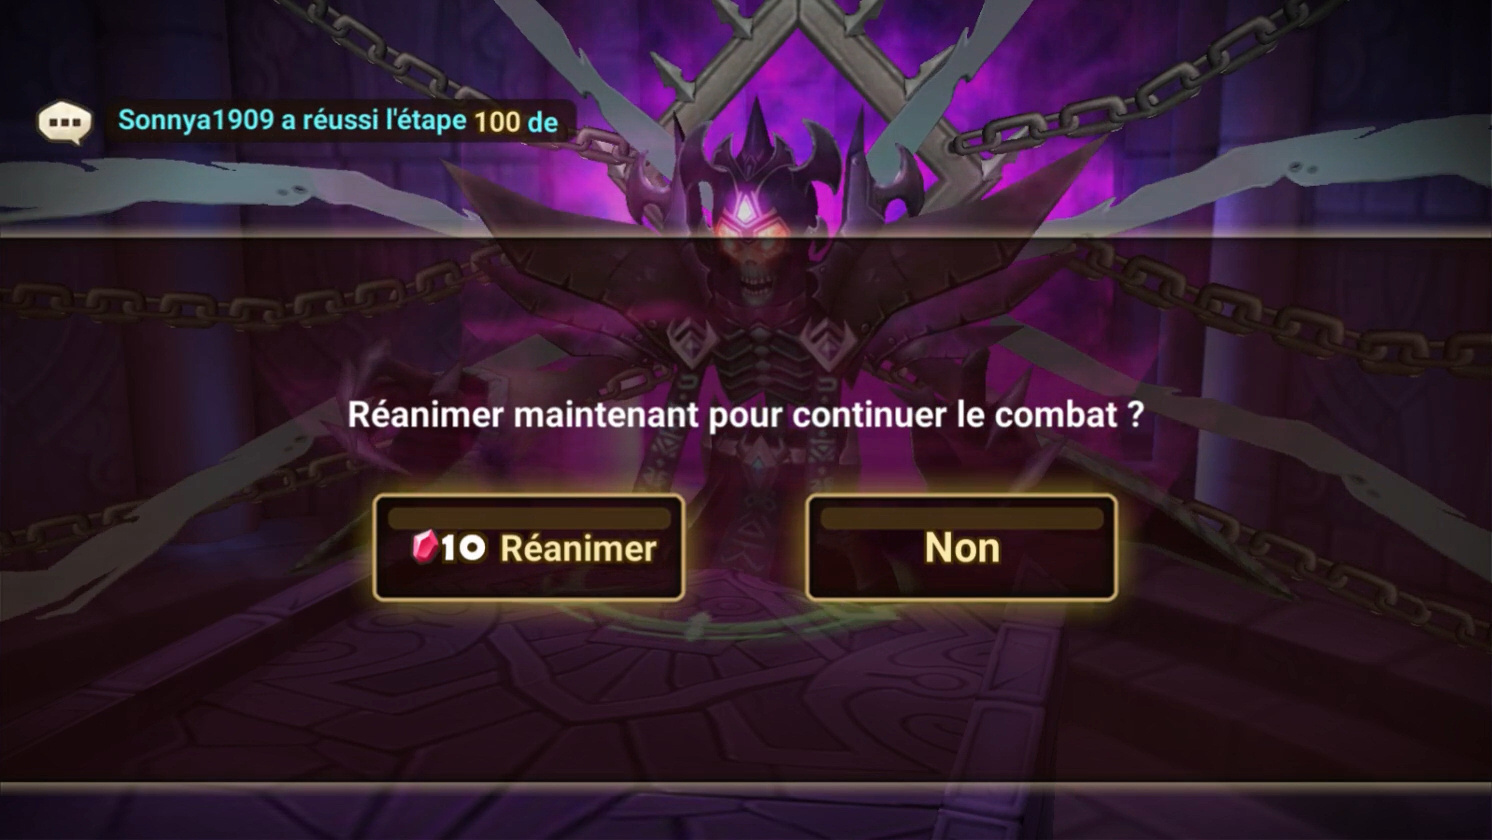 Sonnya1909 a réussi l'étape 100 de
Réanimer maintenant pour continuer le combat ?
10 Réanimer
Non